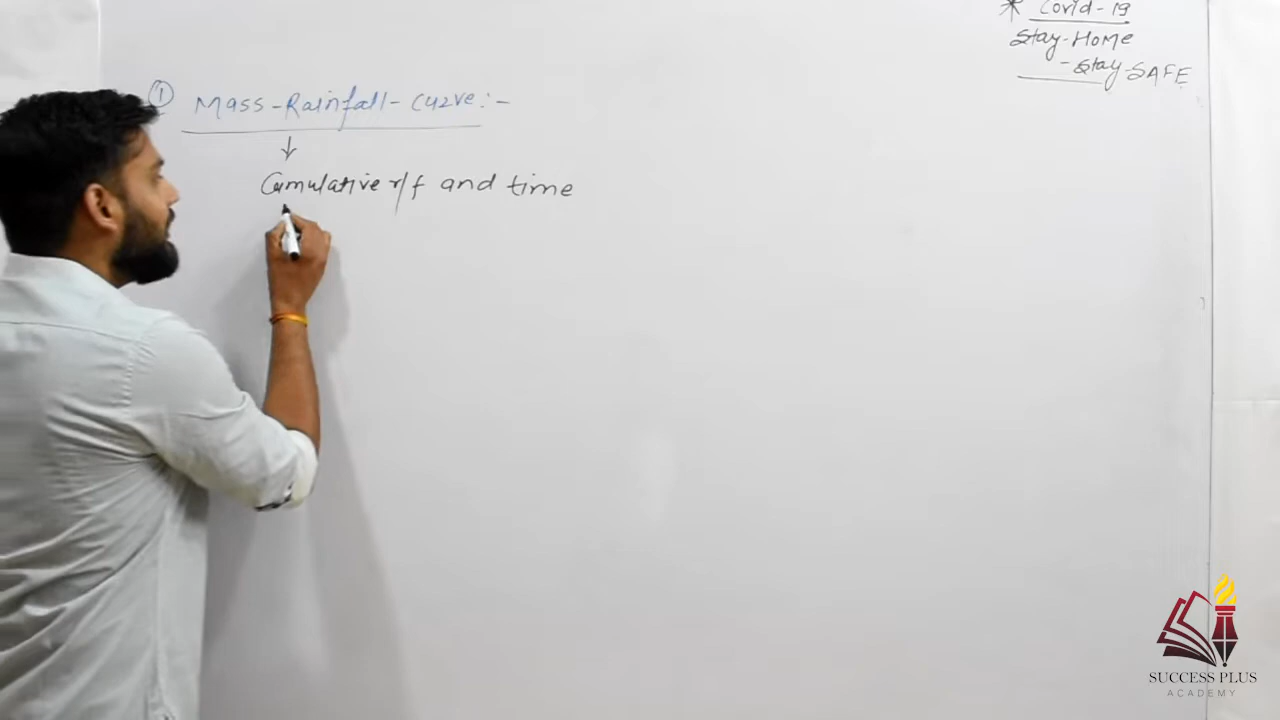 * Covid-19
Stay-Home
- Stay-SAFE
① Mass-Rainfall-Curve:-
↓
Cumulative r/f and time
SUCCESS PLUS
ACADEMY